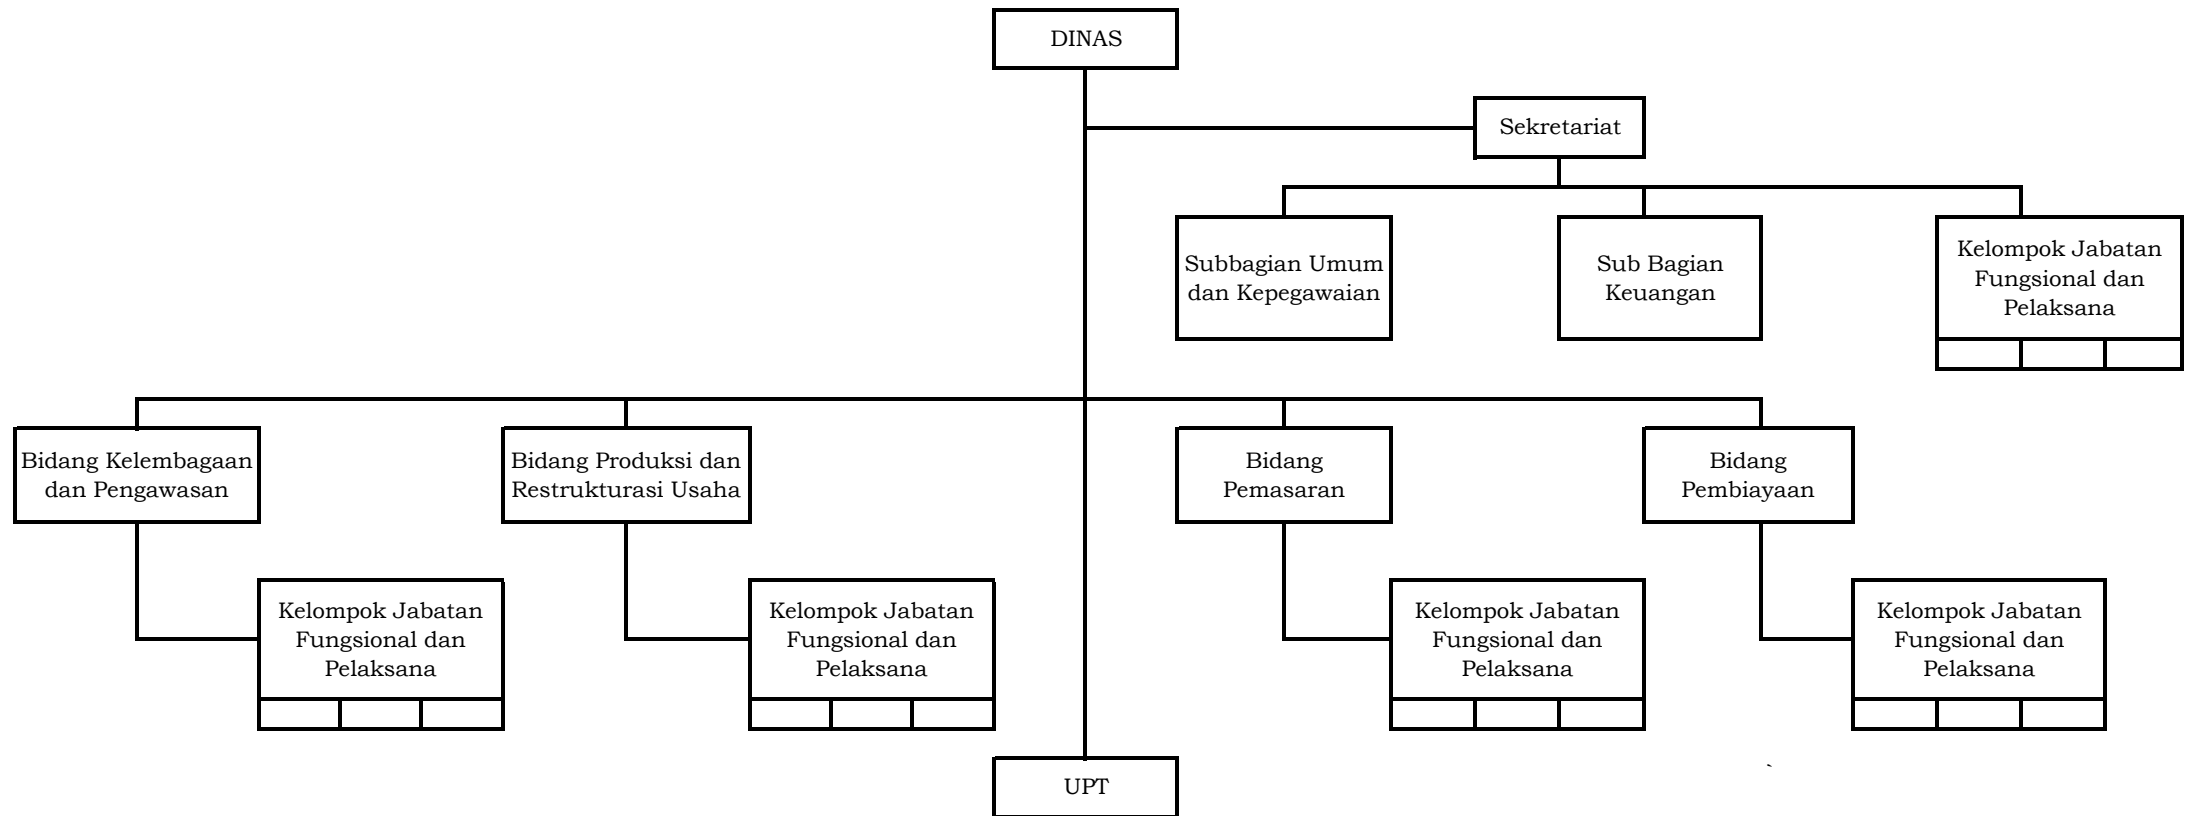 DINAS
Sekretariat
Subbagian Umum
dan Kepegawaian
Sub Bagian
Keuangan
Kelompok Jabatan
Fungsional dan
Pelaksana
Bidang Kelembagaan
dan Pengawasan
Bidang Produksi dan
Restrukturasi Usaha
Bidang
Pemasaran
Bidang
Pembiayaan
Kelompok Jabatan
Fungsional dan
Pelaksana
Kelompok Jabatan
Fungsional dan
Pelaksana
Kelompok Jabatan
Fungsional dan
Pelaksana
Kelompok Jabatan
Fungsional dan
Pelaksana
`
UPT